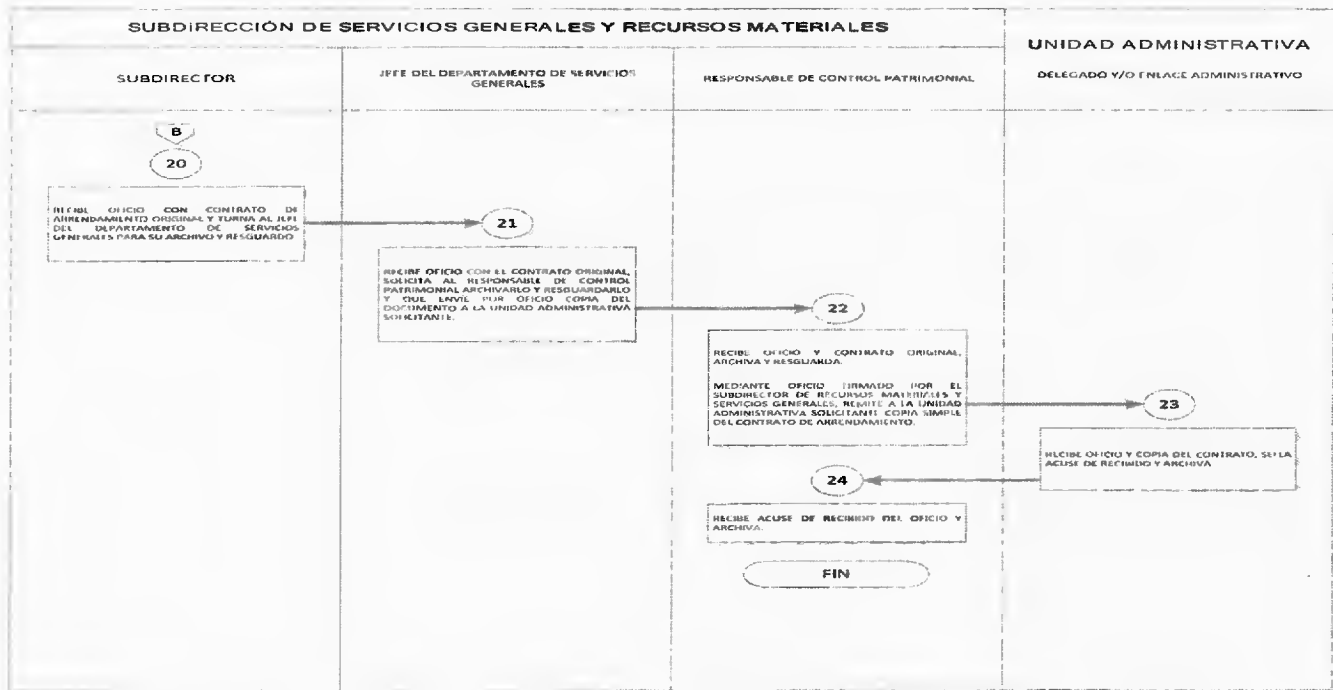 SUBDIRECCIÓN DE SERVICIOS GENERALES Y RECURSOS MATERIALES
UNIDAD ADMINISTRATIVA
SUBDIRECTOR
JEFE DEL DEPARTAMENTO DE SERVICIOS
GENERALES
RESPONSABLE DE CONTROL PATRIMONIAL
DELEGADO Y/O ENLACE ADMINISTRATIVO
B
20
RECIBE OFICIO CON CONTRATO DE
ARRENDAMIENTO ORIGINAL Y TURNA AL JEFE
DEL DEPARTAMENTO DE SERVICIOS
GENERALES PARA SU ARCHIVO Y RESGUARDO
21
RECIBE OFICIO CON EL CONTRATO ORIGINAL,
SOLICITA AL RESPONSABLE DE CONTROL
PATRIMONIAL ARCHIVARLO Y RESGUARDARLO
Y QUE ENVÍE POR OFICIO COPIA DEL
DOCUMENTO A LA UNIDAD ADMINISTRATIVA
SOLICITANTE.
22
RECIBE OFICIO Y CONTRATO ORIGINAL,
ARCHIVA Y RESGUARDA.
MEDIANTE OFICIO FIRMADO POR EL
SUBDIRECTOR DE RECURSOS MATERIALES Y
SERVICIOS GENERALES, REMITE A LA UNIDAD
ADMINISTRATIVA SOLICITANTE COPIA SIMPLE
DEL CONTRATO DE ARRENDAMIENTO.
23
RECIBE OFICIO Y COPIA DEL CONTRATO, SELLA
ACUSE DE RECIBIDO Y ARCHIVA
24
RECIBE ACUSE DE RECIBIDO DEL OFICIO Y
ARCHIVA.
FIN